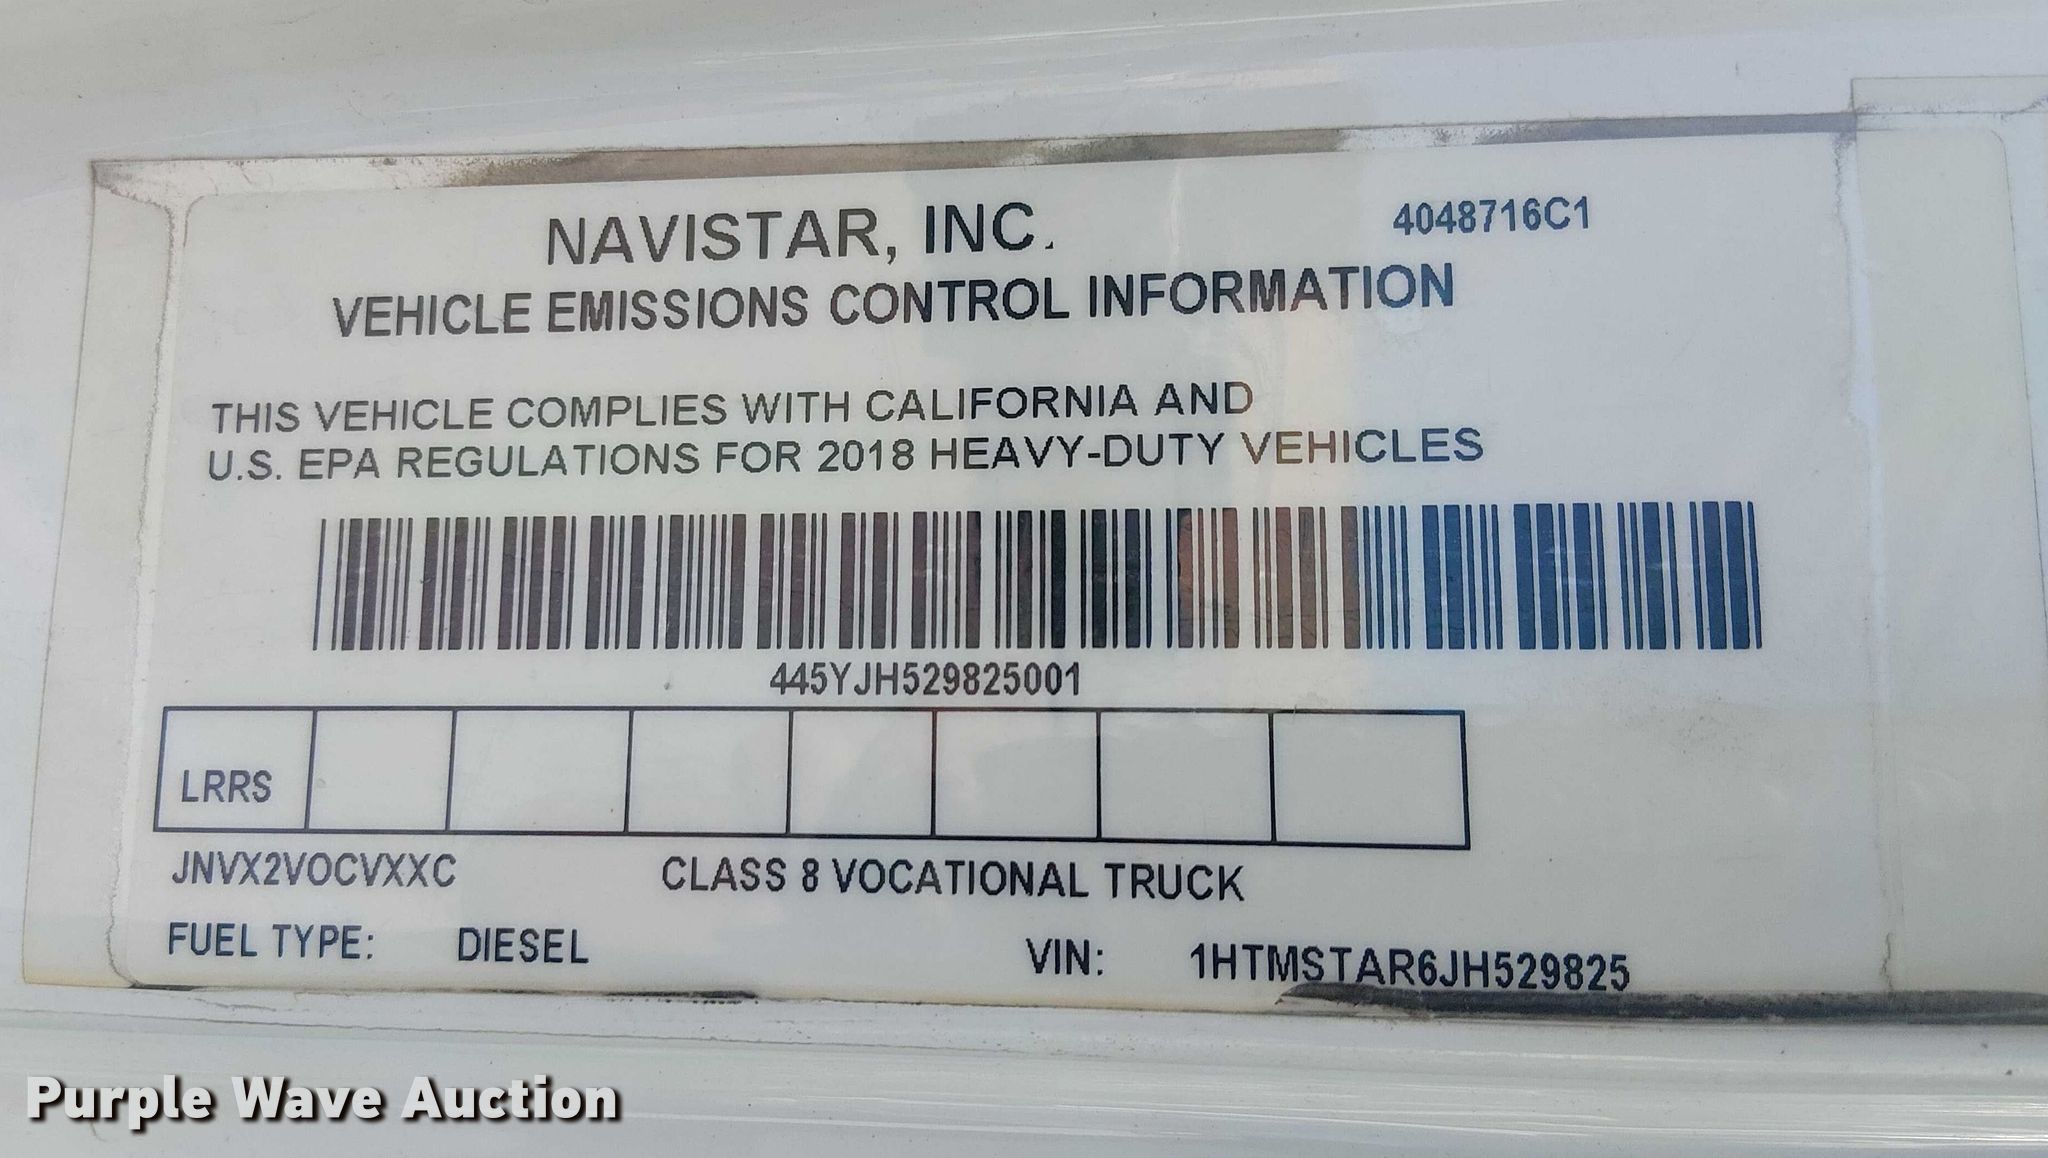 NAVISTAR, INC.
4048716C1
VEHICLE EMISSIONS CONTROL INFORMATION
THIS VEHICLE COMPLIES WITH CALIFORNIA AND
U.S. EPA REGULATIONS FOR 2018 HEAVY-DUTY VEHICLES
445YJH529825001
LRRS
JNVX2VOCVXXC CLASS 8 VOCATIONAL TRUCK
FUEL TYPE: DIESEL VIN: 1HTMSTAR6JH529825
Purple Wave Auction